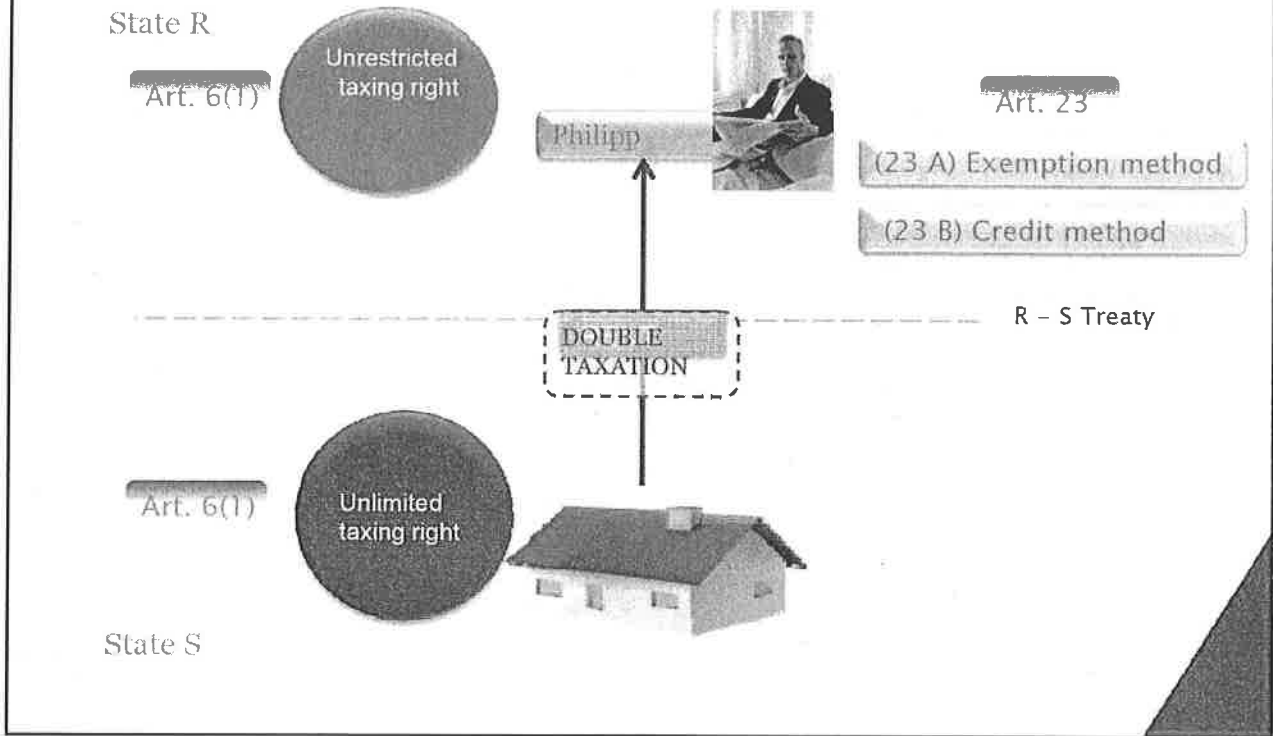 State R
Art. 6(1)
Unrestricted
taxing right
Philipp
Art. 23
(23 A) Exemption method
(23 B) Credit method
R – S Treaty
DOUBLE
TAXATION
Art. 6(1)
Unlimited
taxing right
State S